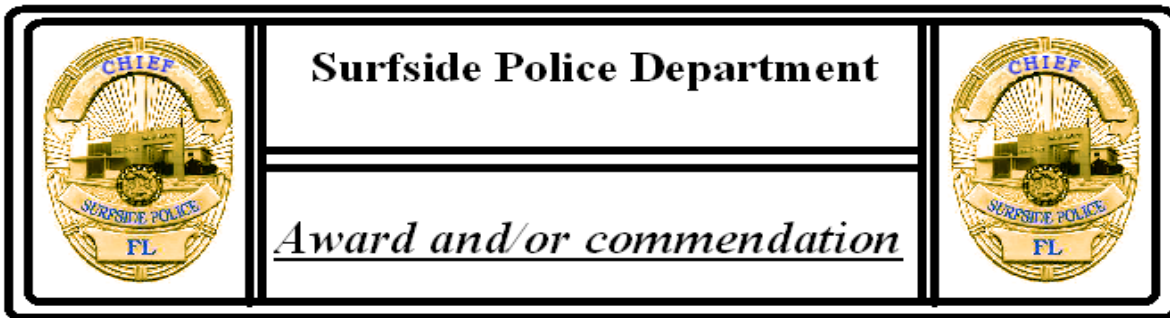 CHIEF
SURFSIDE POLICE
FL
Surfside Police Department
Award and/or commendation
CHIEF
SURFSIDE POLICE
FL